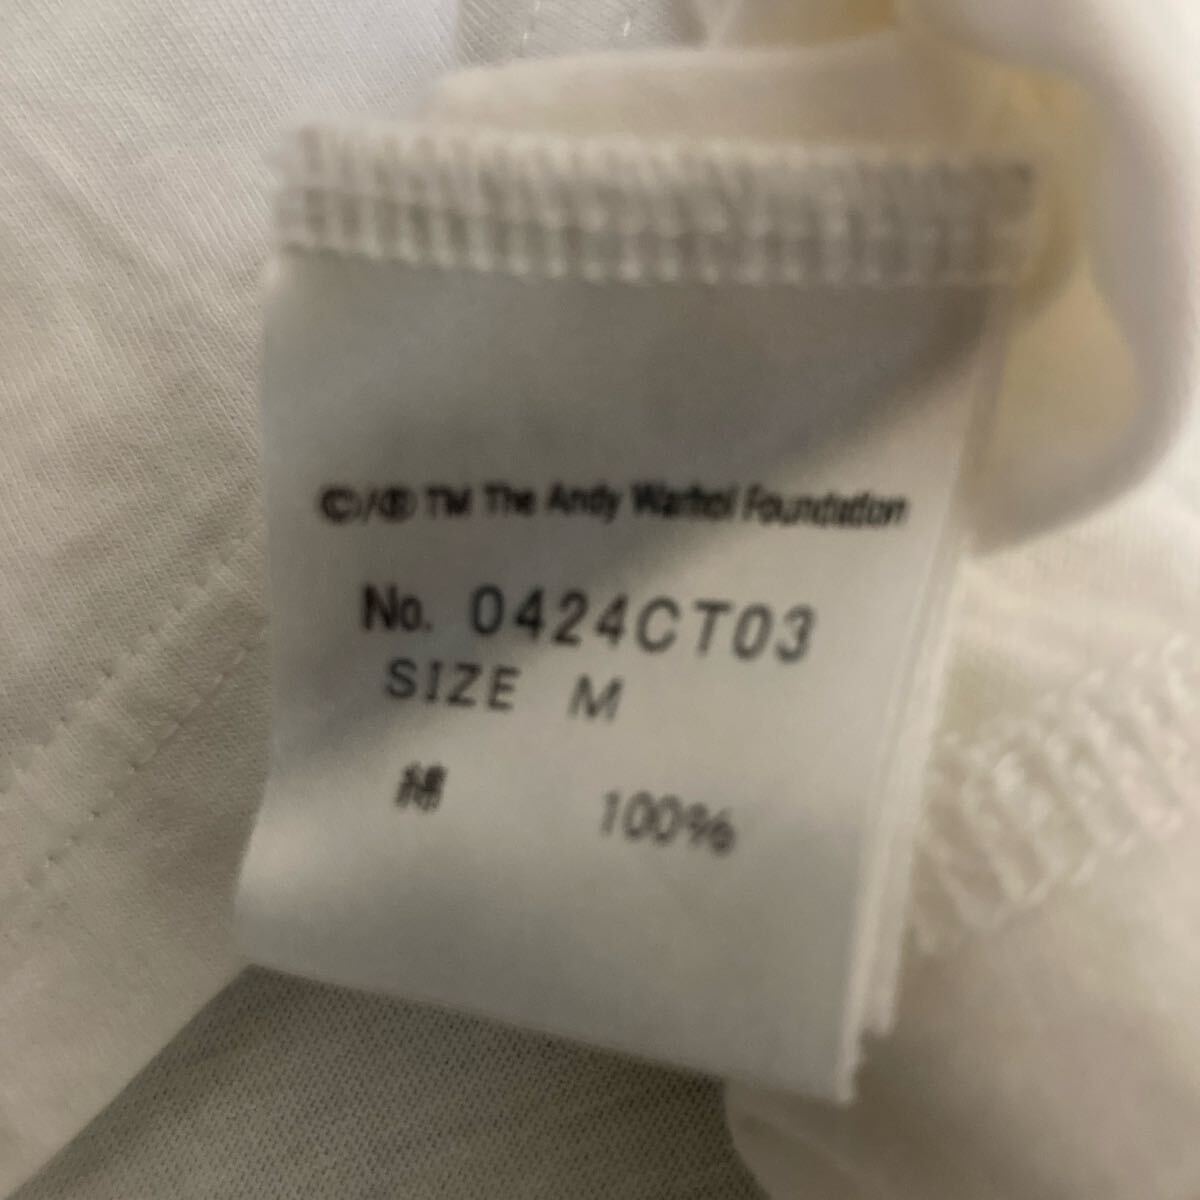 ©/® TM The Andy Warhol Foundation
No. 0424CT03
SIZE M
綿 100%